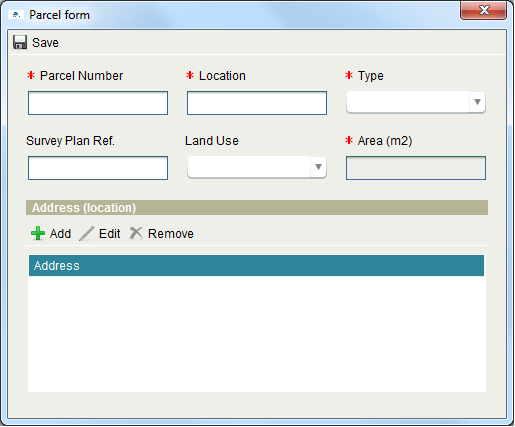 Parcel form
Save
* Parcel Number * Location * Type
Survey Plan Ref. Land Use * Area (m2)
Address (location)
Add Edit Remove
Address